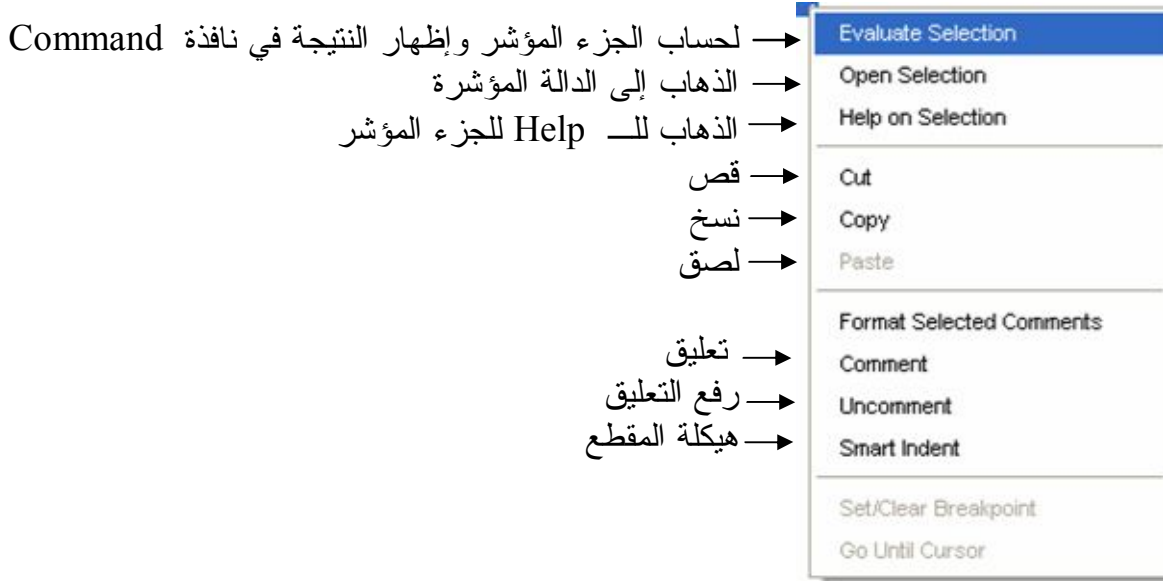 لحساب الجزء المؤشر وإظهار النتيجة في نافذة Command
Evaluate Selection
الذهاب إلى الدالة المؤشرة
Open Selection
الذهاب للـــ Help للجزء المؤشر
Help on Selection
قص
Cut
نسخ
Copy
لصق
Paste
Format Selected Comments
تعليق
Comment
رفع التعليق
Uncomment
هيكلة المقطع
Smart Indent
Set/Clear Breakpoint
Go Until Cursor